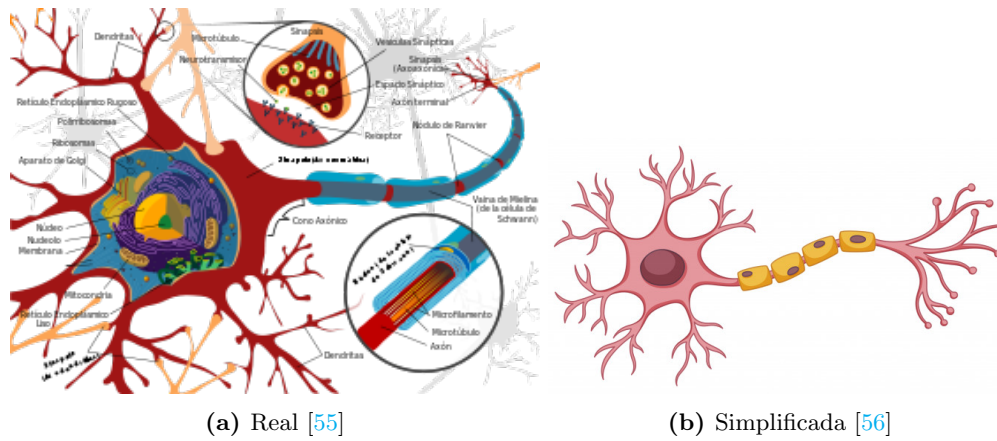 Dendritas
Microtúbulo
Neurotransmisor
Sinapsis
Vesículas Sinápticas
Sinapsis
(Axoaxónica)
Espacio Sináptico
Axón terminal
Receptor
Nódulo de Ranvier
Retículo Endoplásmico Rugoso
Poliribosomas
Ribosomas
Aparato de Golgi
Núcleo
Nucleolo
Membrana
Mitocondria
Retículo Endoplásmico
Liso
Cono Axónico
Vaina de Mielina
(de la célula de
Schwann)
Microfilamento
Microtúbulo
Axón
Dendritas
(a) Real [55]
(b) Simplificada [56]